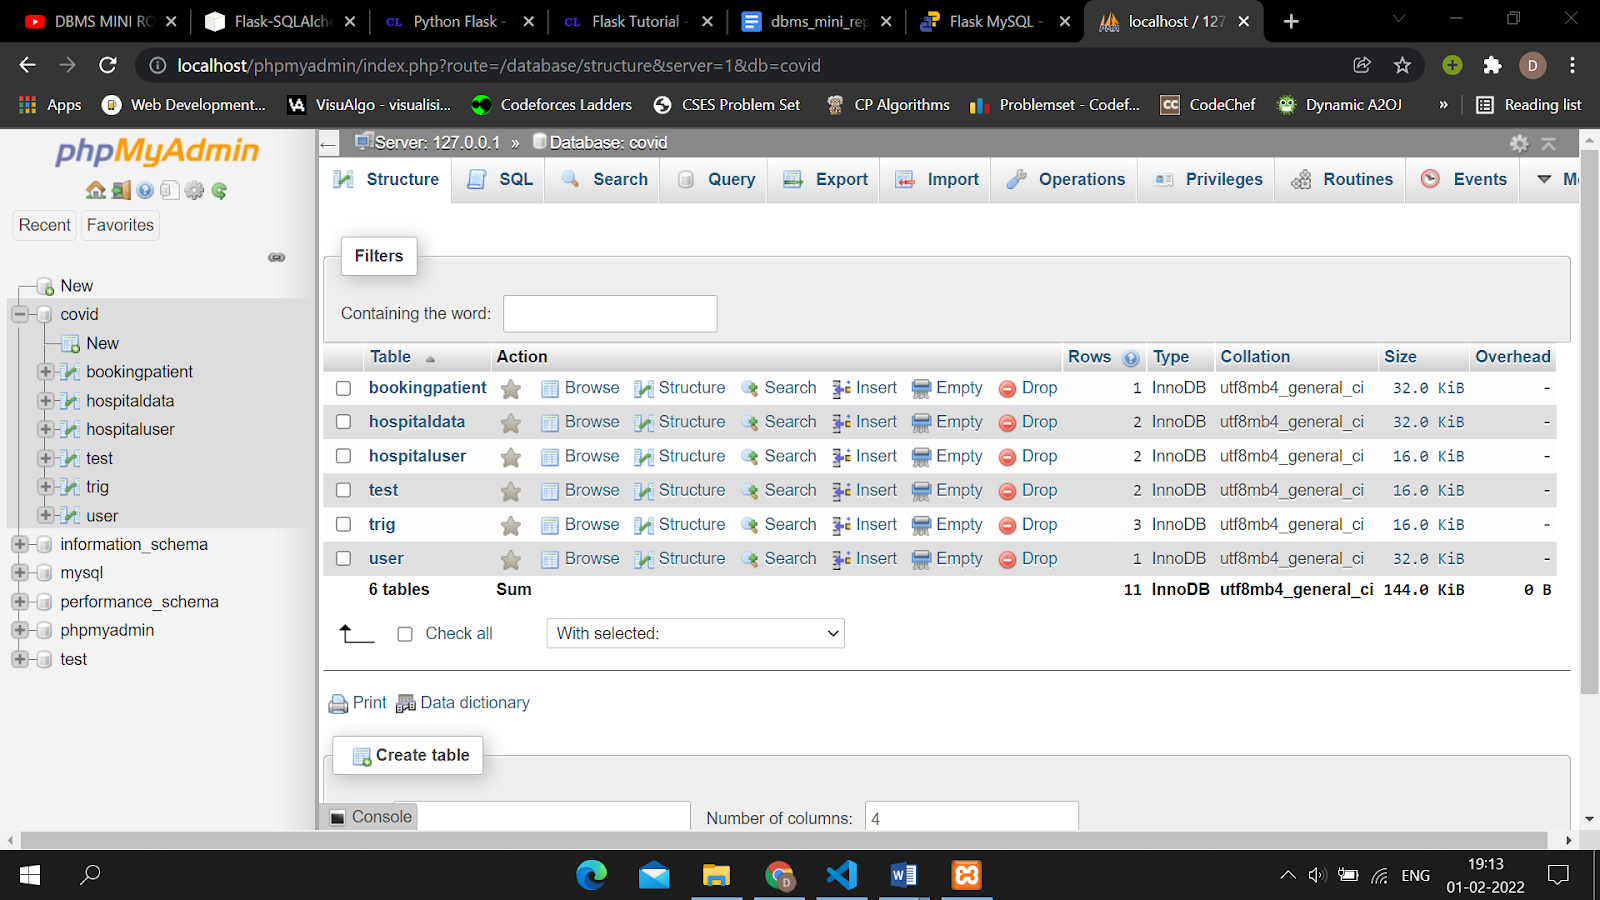 DBMS MINI RO
Flask-SQLAlche
Python Flask -
Flask Tutorial -
dbms_mini_rep
Flask MySQL -
localhost / 127
localhost/phpmyadmin/index.php?route=/database/structure&server=1&db=covid
D
Apps
Web Development...
VisuAlgo - visualisi...
Codeforces Ladders
CSES Problem Set
CP Algorithms
Problemset - Codef...
CodeChef
Dynamic A2OJ
»
Reading list
phpMyAdmin
Recent
Favorites
New
covid
New
bookingpatient
hospitaldata
hospitaluser
test
trig
user
information_schema
mysql
performance_schema
phpmyadmin
test
Server: 127.0.0.1 » Database: covid
Structure
SQL
Search
Query
Export
Import
Operations
Privileges
Routines
Events
Filters
Containing the word:
Table Action Rows Type Collation Size Overhead
bookingpatient Browse Structure Search Insert Empty Drop 1 InnoDB utf8mb4_general_ci 32.0 KiB -
hospitaldata Browse Structure Search Insert Empty Drop 2 InnoDB utf8mb4_general_ci 32.0 KiB -
hospitaluser Browse Structure Search Insert Empty Drop 2 InnoDB utf8mb4_general_ci 16.0 KiB -
test Browse Structure Search Insert Empty Drop 2 InnoDB utf8mb4_general_ci 16.0 KiB -
trig Browse Structure Search Insert Empty Drop 3 InnoDB utf8mb4_general_ci 16.0 KiB -
user Browse Structure Search Insert Empty Drop 1 InnoDB utf8mb4_general_ci 32.0 KiB -
6 tables Sum 11 InnoDB utf8mb4_general_ci 144.0 KiB 0 B
Check all
With selected:
Print
Data dictionary
Create table
Console
Number of columns: 4
ENG
19:13
01-02-2022